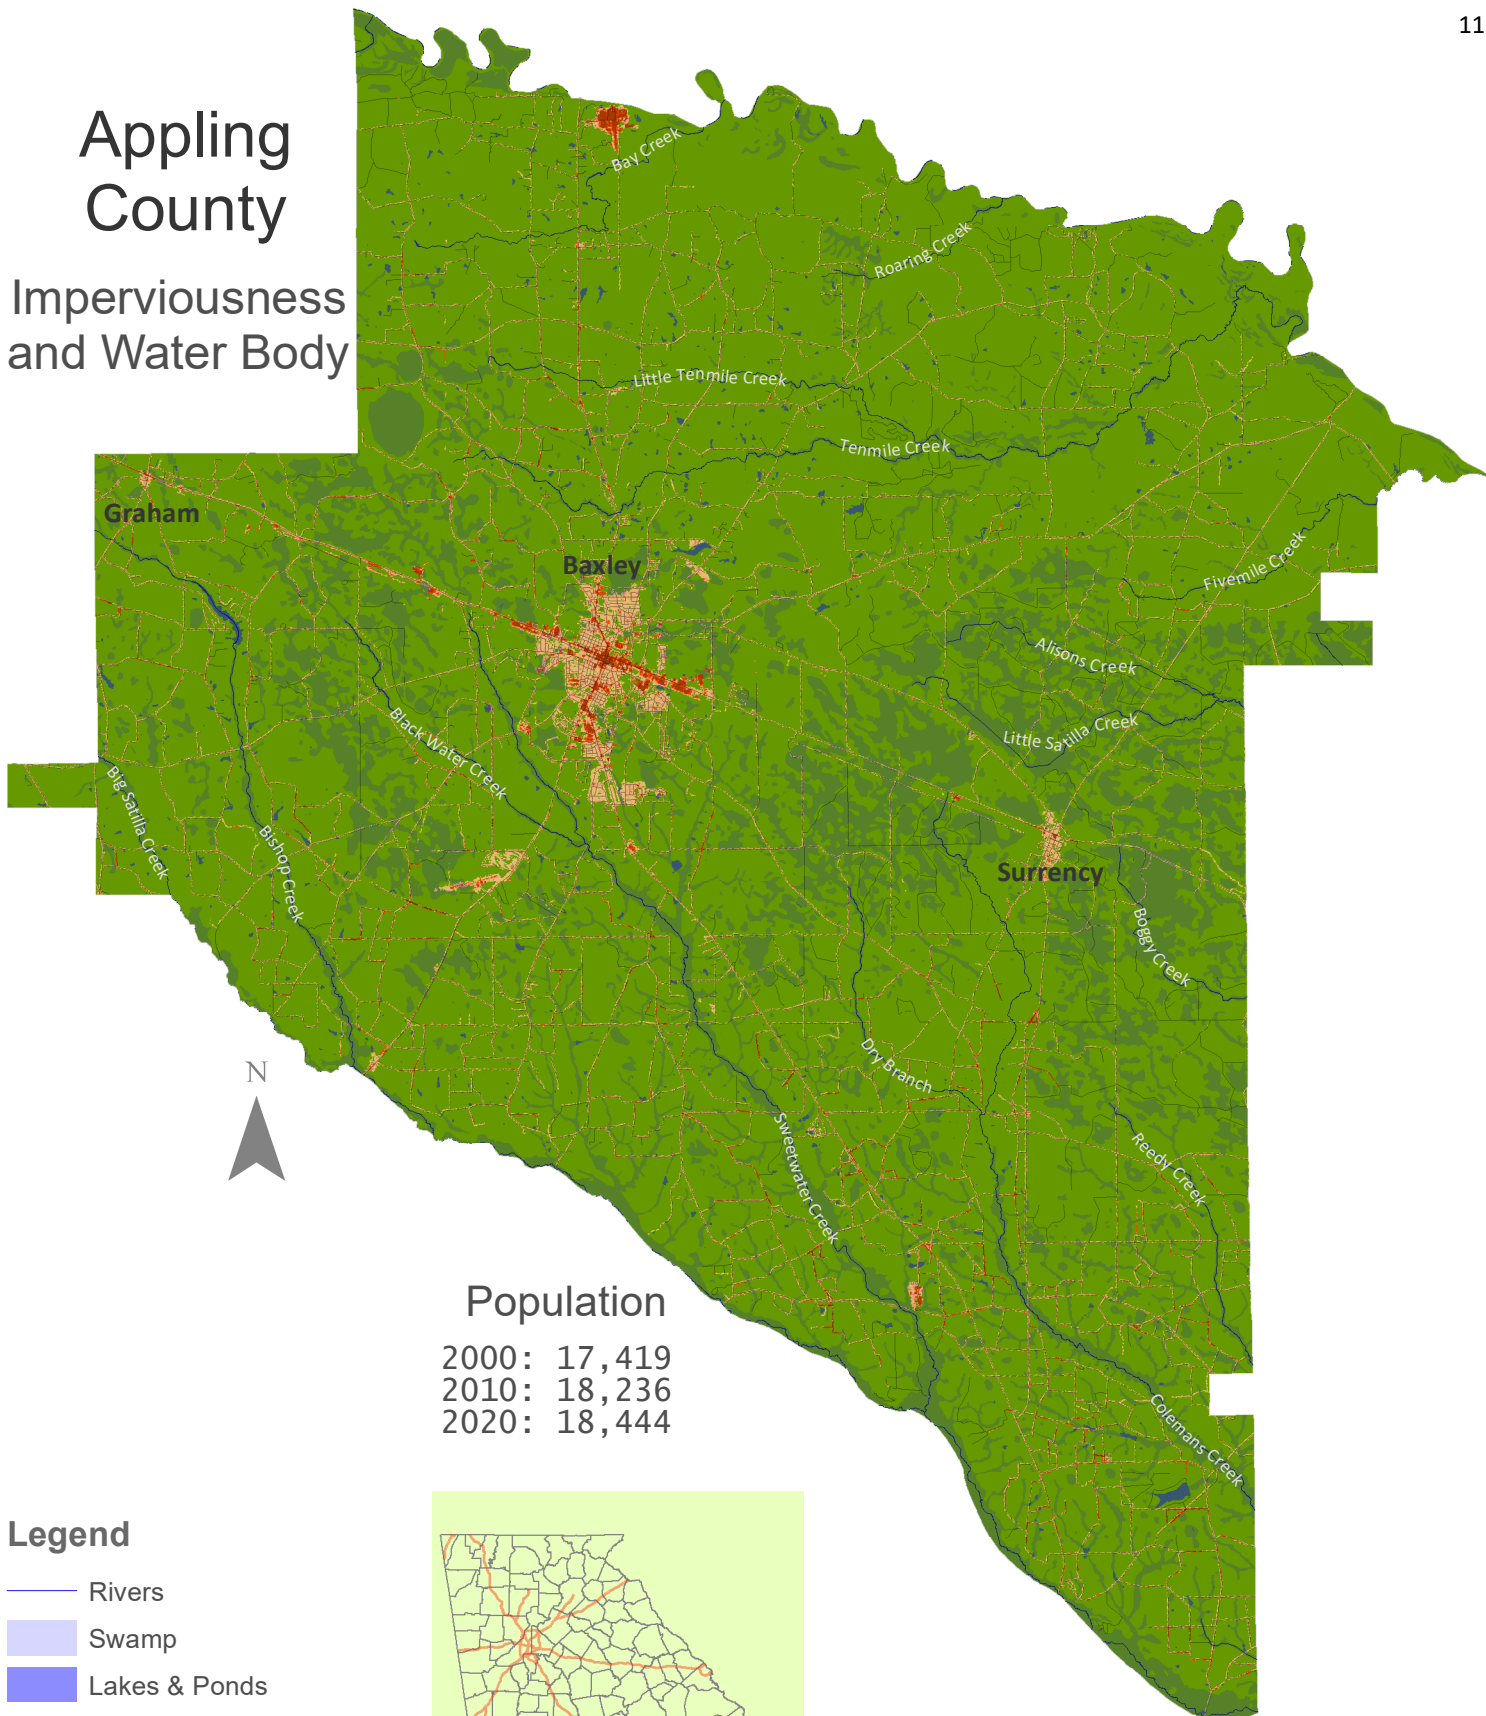 11
Appling
County
Imperviousness
and Water Body
Bay Creek
Roaring Creek
Little Tenmile Creek
Tenmile Creek
Graham
Baxley
Fivemile Creek
Alisons Creek
Little Satilla Creek
Black Water Creek
Big Satilla Creek
Bishop Creek
Surrency
Boggy Creek
Dry Branch
N
Sweetwater Creek
Reedy Creek
Colemans Creek
Population
2000: 17,419
2010: 18,236
2020: 18,444
Legend
Rivers
Swamp
Lakes & Ponds